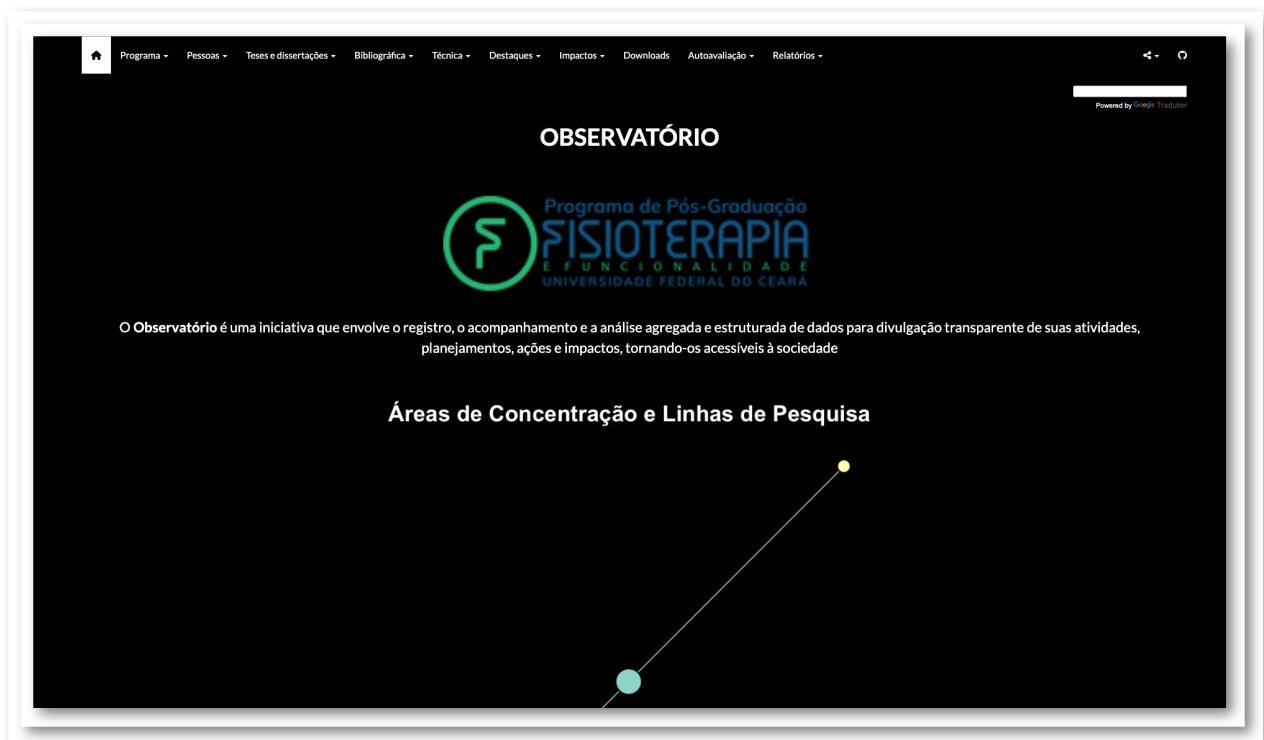 Programa Pessoas Teses e dissertações Bibliográfica Técnica Destaques Impactos Downloads Autoavaliação Relatórios
Powered by Google Tradutor
OBSERVATÓRIO
Programa de Pós-Graduação
FISIOTERAPIA
E FUNCIONALIDADE
UNIVERSIDADE FEDERAL DO CEARÁ
O Observatório é uma iniciativa que envolve o registro, o acompanhamento e a análise agregada e estruturada de dados para divulgação transparente de suas atividades,
planejamentos, ações e impactos, tornando-os acessíveis à sociedade
Áreas de Concentração e Linhas de Pesquisa